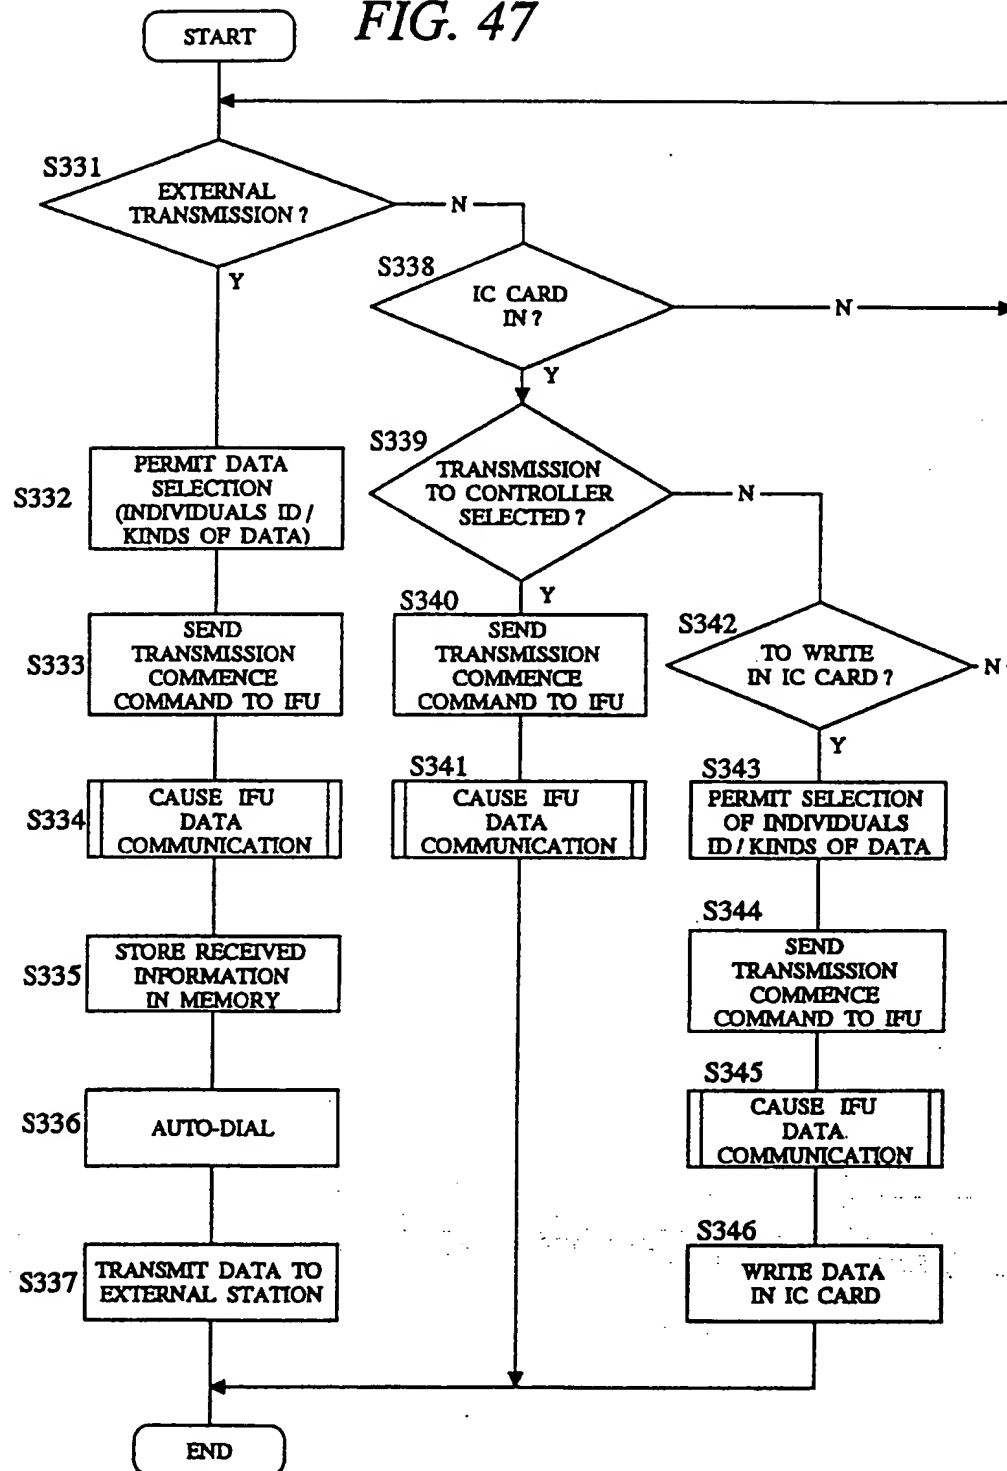 FIG. 47
START
S331
EXTERNAL
TRANSMISSION ?
N
Y
S338
IC CARD
IN ?
N
Y
S339
TRANSMISSION
TO CONTROLLER
SELECTED ?
N
Y
S332
PERMIT DATA
SELECTION
(INDIVIDUALS ID /
KINDS OF DATA)
S333
SEND
TRANSMISSION
COMMENCE
COMMAND TO IFU
S340
SEND
TRANSMISSION
COMMENCE
COMMAND TO IFU
S342
TO WRITE
IN IC CARD ?
N
Y
S334
CAUSE IFU
DATA
COMMUNICATION
S341
CAUSE IFU
DATA
COMMUNICATION
S343
PERMIT SELECTION
OF INDIVIDUALS
ID / KINDS OF DATA
S335
STORE RECEIVED
INFORMATION
IN MEMORY
S344
SEND
TRANSMISSION
COMMENCE
COMMAND TO IFU
S336
AUTO-DIAL
S345
CAUSE IFU
DATA
COMMUNICATION
S337
TRANSMIT DATA TO
EXTERNAL STATION
S346
WRITE DATA
IN IC CARD
END